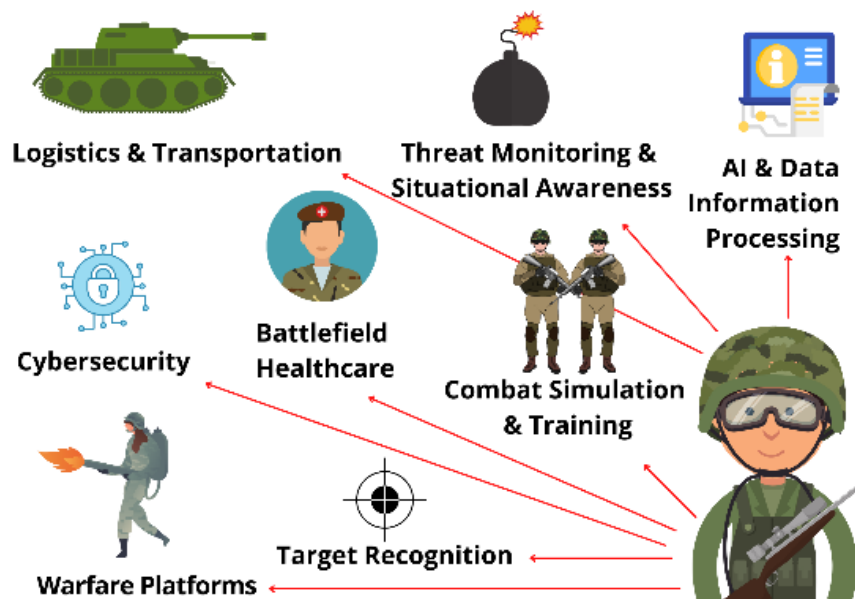 Logistics & Transportation
Threat Monitoring &
Situational Awareness
AI & Data
Information
Processing
Cybersecurity
Battlefield
Healthcare
Combat Simulation
& Training
Target Recognition
Warfare Platforms